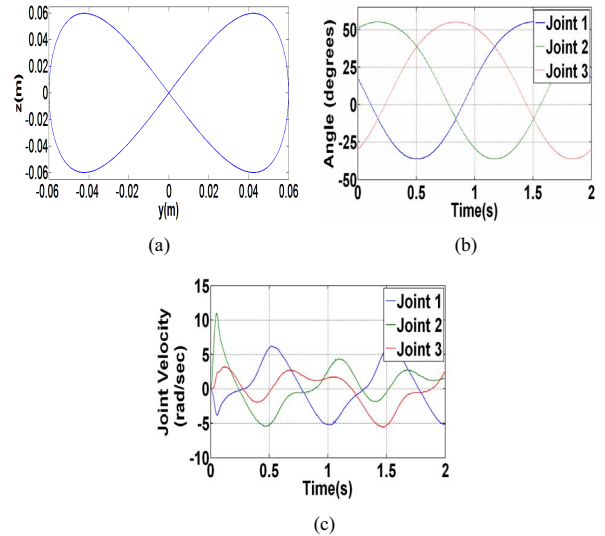 0.06
0.04
0.02
0
-0.02
-0.04
-0.06
z(m)
-0.06 -0.04 -0.02 0 0.02 0.04 0.06
y(m)
(a)
50
25
0
-25
-50
Angle (degrees)
Joint 1
Joint 2
Joint 3
0 0.5 1 1.5 2
Time(s)
(b)
15
10
5
0
-5
-10
Joint Velocity
(rad/sec)
Joint 1
Joint 2
Joint 3
0 0.5 1 1.5 2
Time(s)
(c)